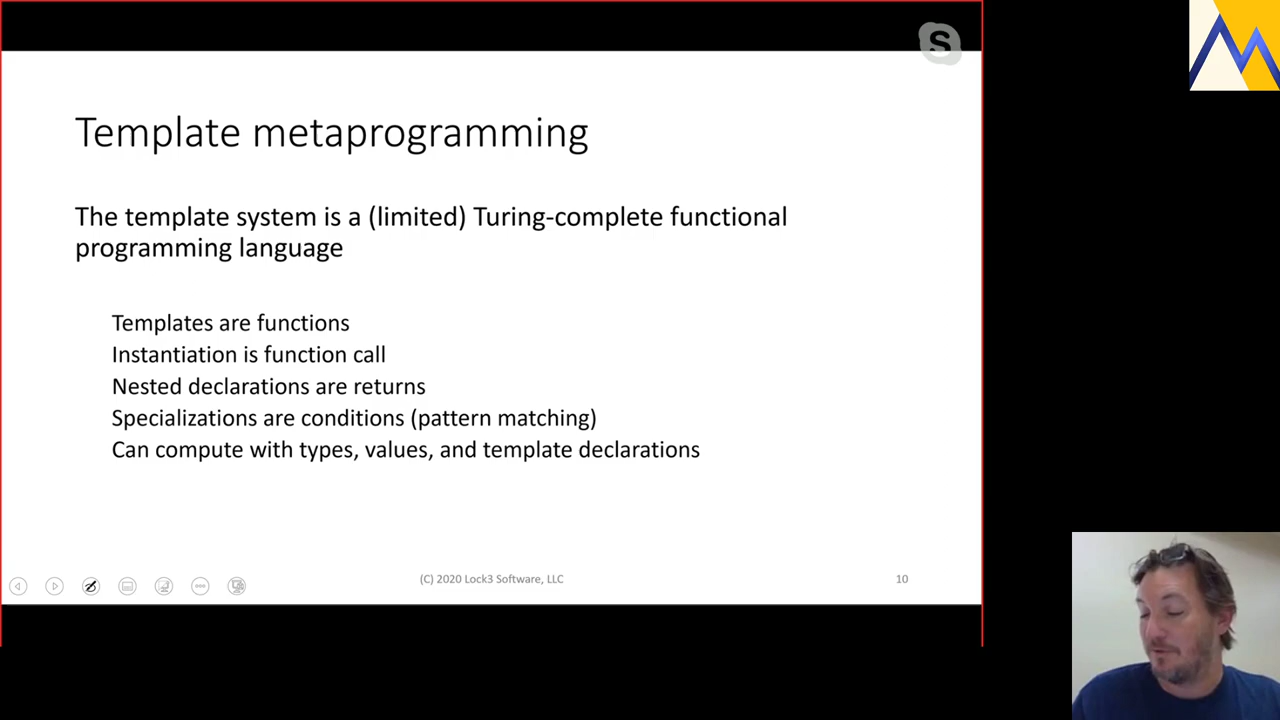 Template metaprogramming
The template system is a (limited) Turing-complete functional
programming language
Templates are functions
Instantiation is function call
Nested declarations are returns
Specializations are conditions (pattern matching)
Can compute with types, values, and template declarations
(C) 2020 Lock3 Software, LLC
10